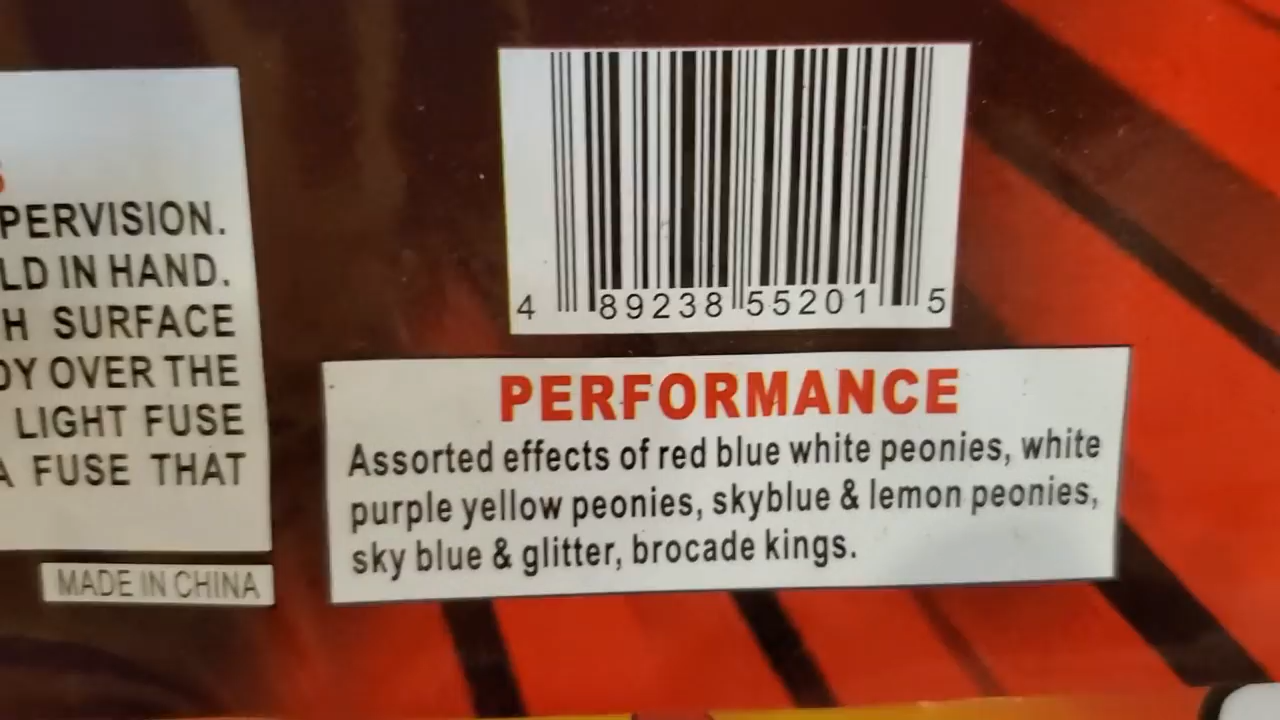 PERVISION.
LD IN HAND.
H SURFACE
DY OVER THE
LIGHT FUSE
A FUSE THAT
MADE IN CHINA
4 89238 55201 5
PERFORMANCE
Assorted effects of red blue white peonies, white
purple yellow peonies, skyblue & lemon peonies,
sky blue & glitter, brocade kings.